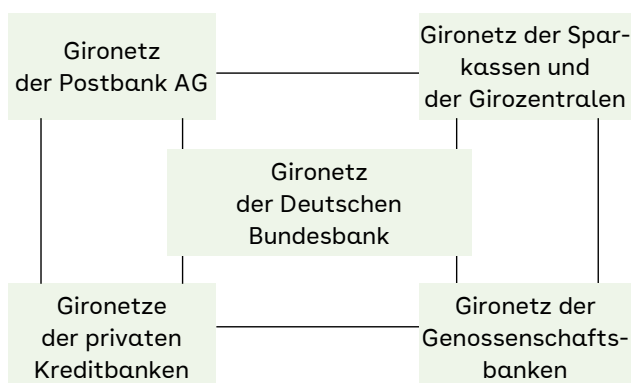 Gironetz
der Postbank AG
Gironetz der Spar-
kassen und
der Girozentralen
Gironetz
der Deutschen
Bundesbank
Gironetze
der privaten
Kreditbanken
Gironetz der
Genossenschafts-
banken